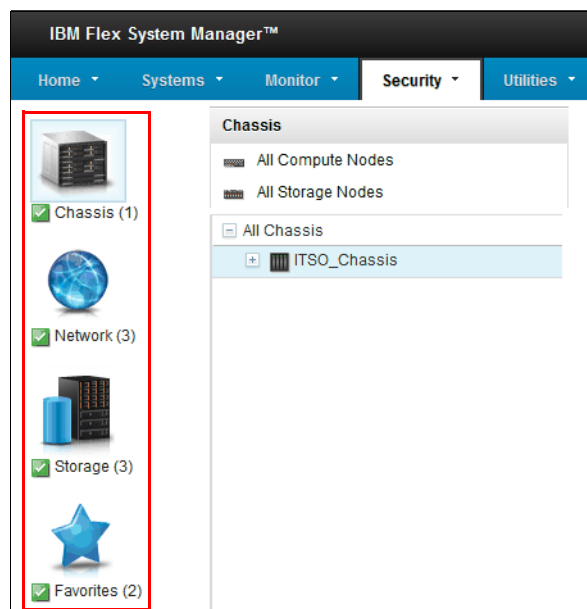 IBM Flex System Manager™
Home Systems Monitor Security Utilities
Chassis (1)
Network (3)
Storage (3)
Favorites (2)
Chassis
All Compute Nodes
All Storage Nodes
All Chassis
ITSO_Chassis